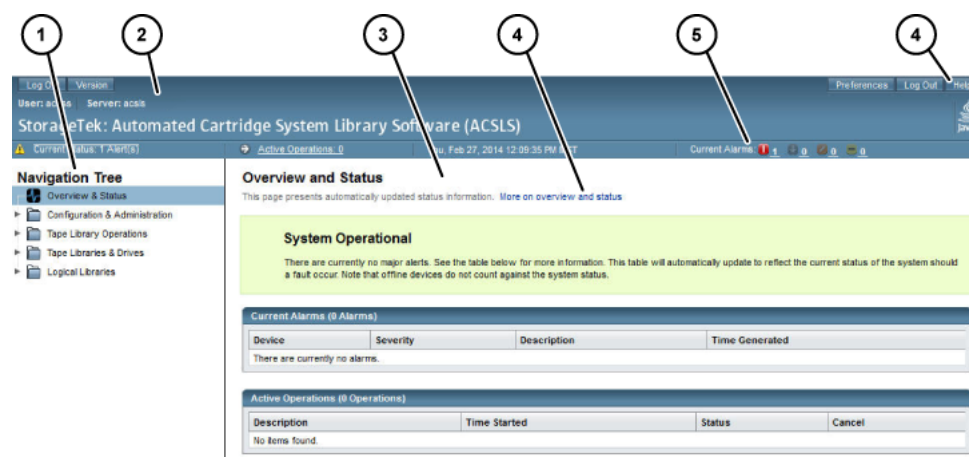 1 2 3 4 5 4
Log Version Preferences Log Out
User: Server: acsls
StorageTek: Automated Cartridge System Library Software (ACSLS)
Current Status: 1 Alert(s) Active Operations: 0 Feb 27, 2014 12:09:35 PM Current Alarms: 1 0 0 0
Navigation Tree
Overview & Status
Configuration & Administration
Tape Library Operations
Tape Libraries & Drives
Logical Libraries
Overview and Status
This page presents automatically updated status information. More on overview and status
System Operational
There are currently no major alerts. See the table below for more information. This table will automatically update to reflect the current status of the system should
a fault occur. Note that offline devices do not count against the system status.
Current Alarms (0 Alarms)
Device Severity Description Time Generated
There are currently no alarms.
Active Operations (0 Operations)
Description Time Started Status Cancel
No items found.